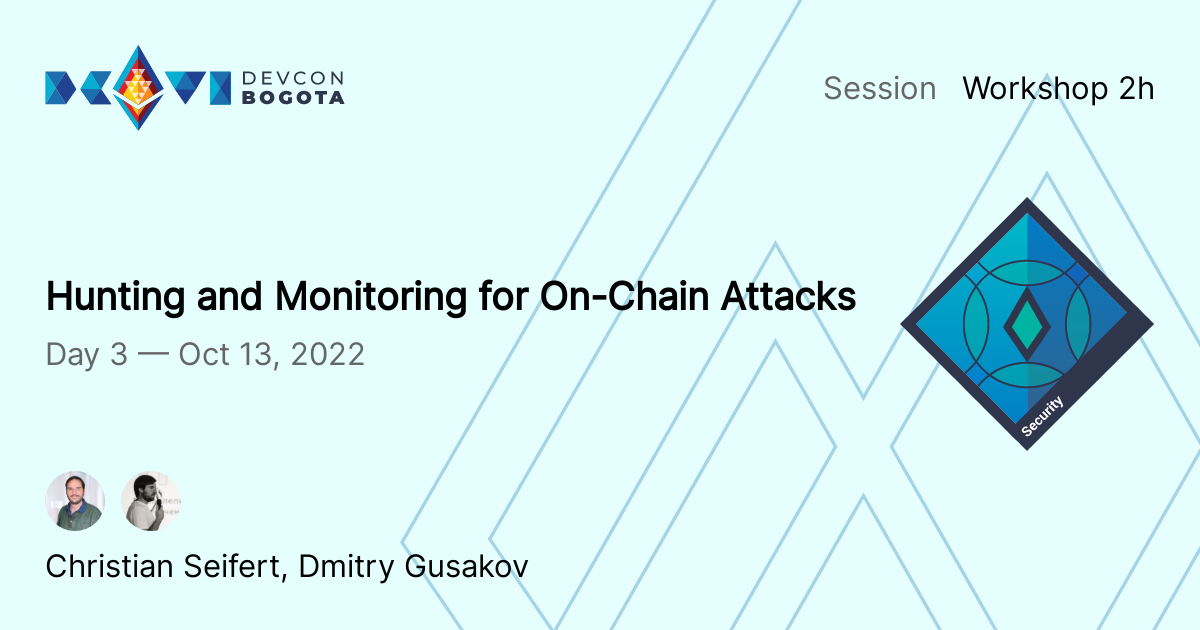 DEVCON
BOGOTA
Session Workshop 2h
Hunting and Monitoring for On-Chain Attacks
Day 3 — Oct 13, 2022
Security
Christian Seifert, Dmitry Gusakov